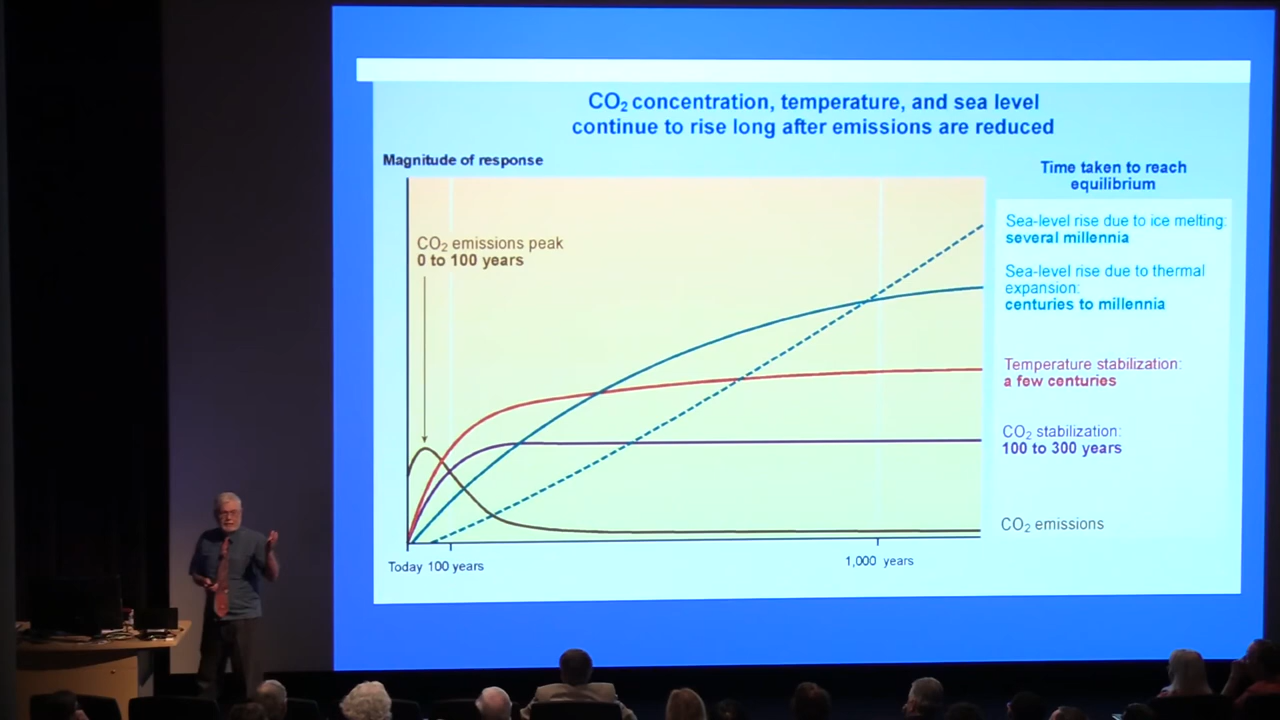 CO₂ concentration, temperature, and sea level
continue to rise long after emissions are reduced
Magnitude of response
Time taken to reach
equilibrium
CO₂ emissions peak
0 to 100 years
Sea-level rise due to ice melting:
several millennia
Sea-level rise due to thermal
expansion:
centuries to millennia
Temperature stabilization:
a few centuries
CO₂ stabilization:
100 to 300 years
CO₂ emissions
Today 100 years
1,000 years